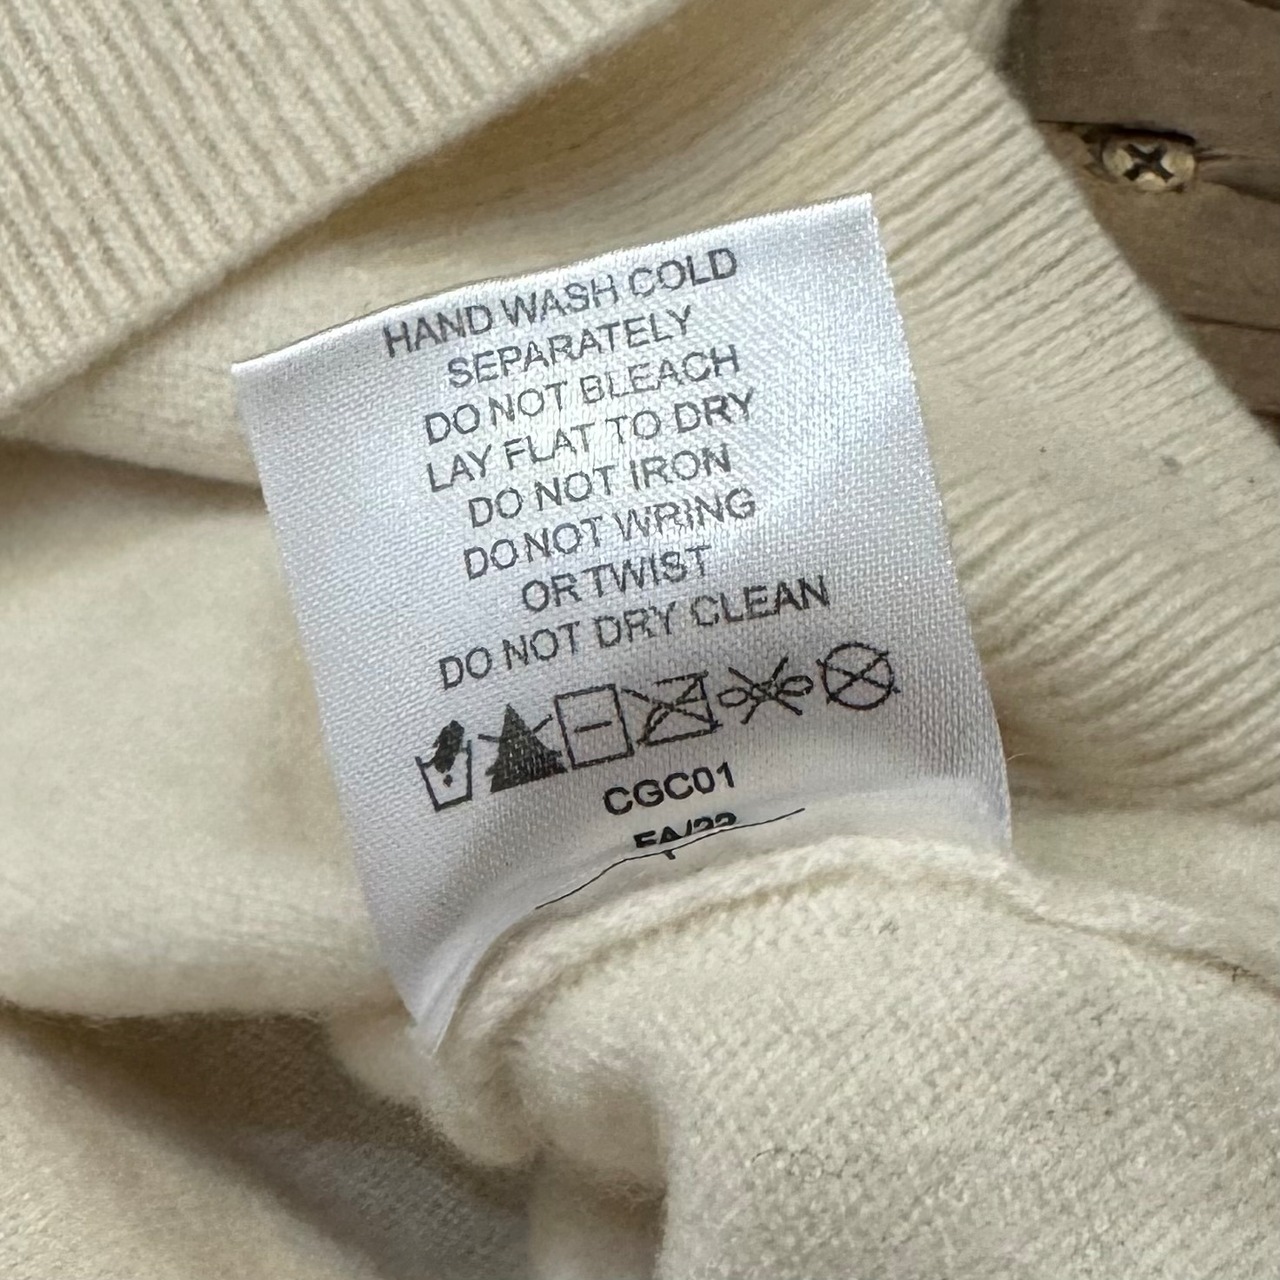 HAND WASH COLD
SEPARATELY
DO NOT BLEACH
LAY FLAT TO DRY
DO NOT IRON
DO NOT WRING
OR TWIST
DO NOT DRY CLEAN
CGC01